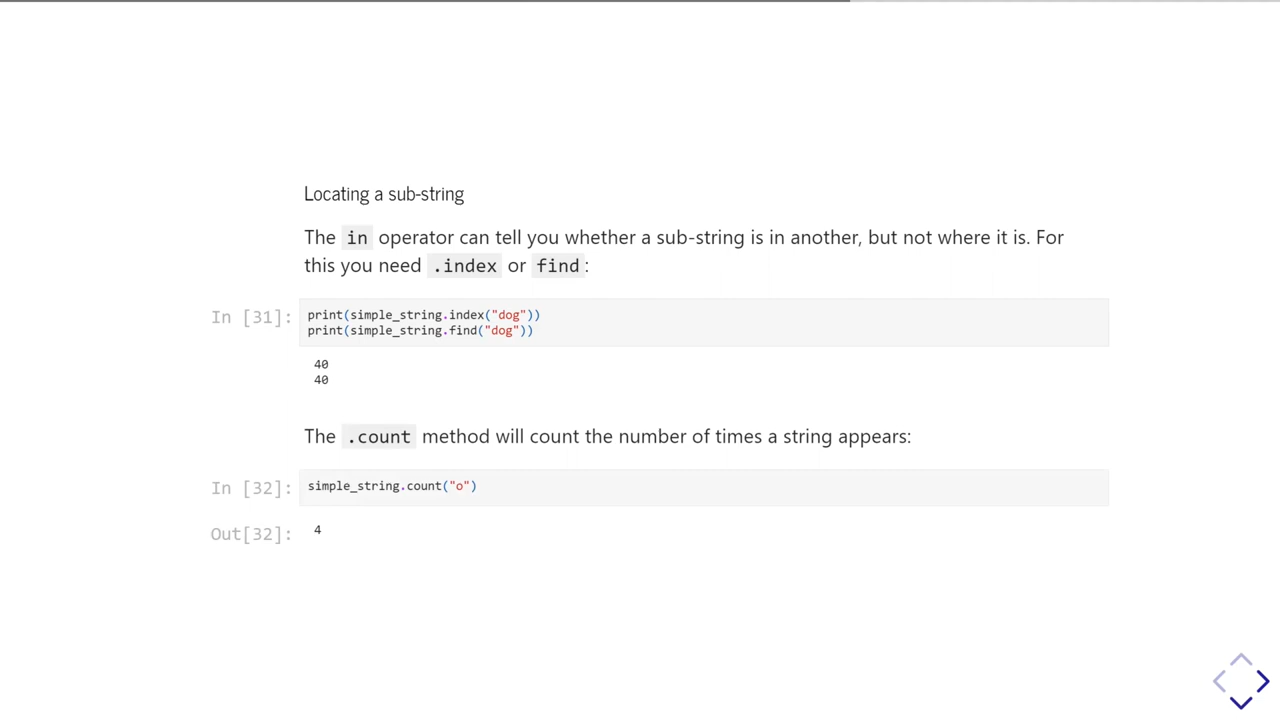 Locating a sub-string
The in operator can tell you whether a sub-string is in another, but not where it is. For
this you need .index or find:
In [31]: print(simple_string.index("dog"))
print(simple_string.find("dog"))
40
40
The .count method will count the number of times a string appears:
In [32]: simple_string.count("o")
Out[32]: 4